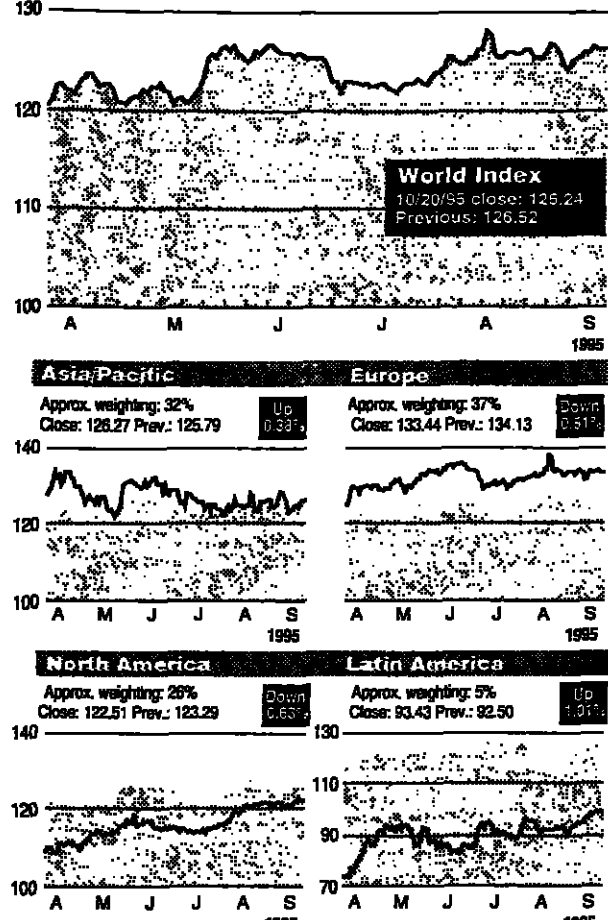 130
120
110
100
World Index
10/20/95 close: 125.24
Previous: 126.52
A M J J A S
1995
Asia/Pacific
Approx. weighting: 32%
Close: 126.27 Prev.: 125.79
Up
0.38%
140
120
100
A M J J A S
1995
Europe
Approx. weighting: 37%
Close: 133.44 Prev.: 134.13
Down
0.51%
A M J J A S
1995
North America
Approx. weighting: 26%
Close: 122.51 Prev.: 123.29
Down
0.63%
140
120
100
A M J J A S
Latin America
Approx. weighting: 5%
Close: 93.43 Prev.: 92.50
Up
1.01%
130
110
90
70
A M J J A S